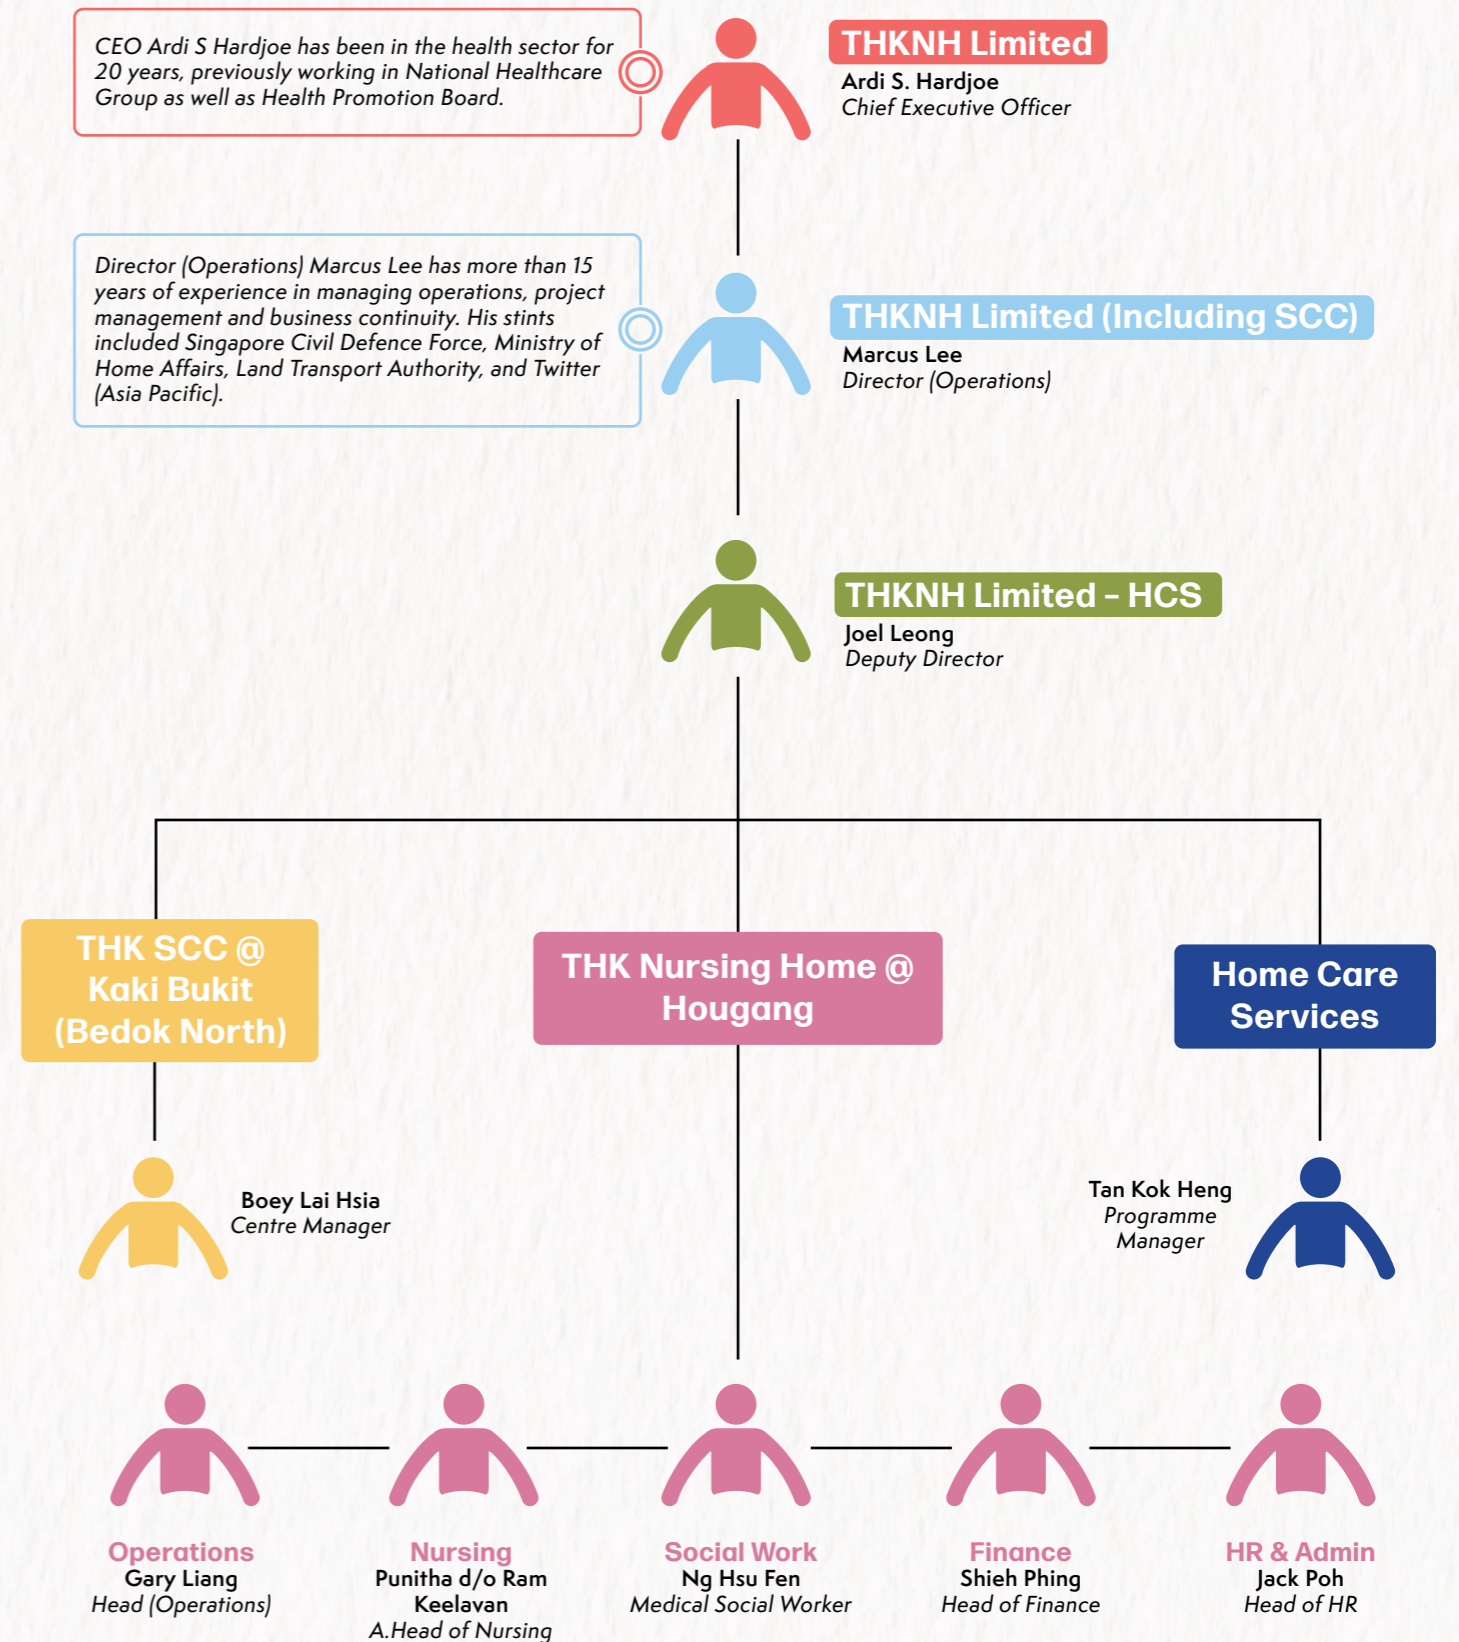 CEO Ardi S Hardjoe has been in the health sector for
20 years, previously working in National Healthcare
Group as well as Health Promotion Board.
THKNH Limited
Ardi S. Hardjoe
Chief Executive Officer
Director (Operations) Marcus Lee has more than 15
years of experience in managing operations, project
management and business continuity. His stints
included Singapore Civil Defence Force, Ministry of
Home Affairs, Land Transport Authority, and Twitter
(Asia Pacific).
THKNH Limited (Including SCC)
Marcus Lee
Director (Operations)
THKNH Limited – HCS
Joel Leong
Deputy Director
THK SCC @
Kaki Bukit
(Bedok North)
THK Nursing Home @
Hougang
Home Care
Services
Boey Lai Hsia
Centre Manager
Tan Kok Heng
Programme
Manager
Operations
Gary Liang
Head (Operations)
Nursing
Punitha d/o Ram
Keelavan
A.Head of Nursing
Social Work
Ng Hsu Fen
Medical Social Worker
Finance
Shieh Phing
Head of Finance
HR & Admin
Jack Poh
Head of HR